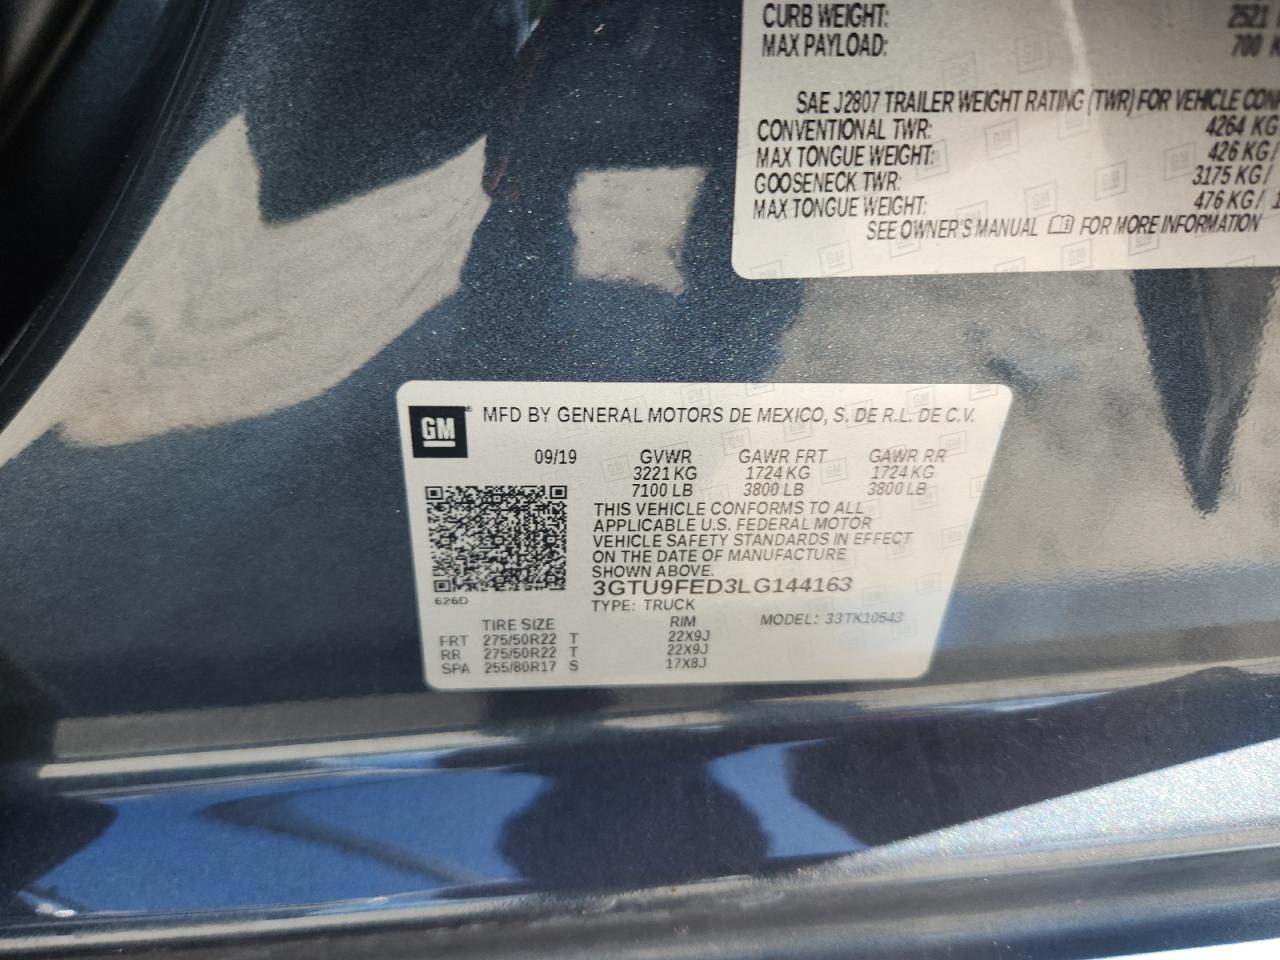 CURB WEIGHT: 2521
MAX PAYLOAD: 700 K
SAE J2807 TRAILER WEIGHT RATING (TWR) FOR VEHICLE CON
CONVENTIONAL TWR: 4264 KG
MAX TONGUE WEIGHT: 426 KG/
GOOSENECK TWR: 3175 KG/
MAX TONGUE WEIGHT: 476 KG/ 1
SEE OWNER'S MANUAL FOR MORE INFORMATION
GM MFD BY GENERAL MOTORS DE MEXICO, S. DE R.L. DE C.V.
09/19 GVWR GAWR FRT GAWR RR
3221 KG 1724 KG 1724 KG
7100 LB 3800 LB 3800 LB
THIS VEHICLE CONFORMS TO ALL
APPLICABLE U.S. FEDERAL MOTOR
VEHICLE SAFETY STANDARDS IN EFFECT
ON THE DATE OF MANUFACTURE
SHOWN ABOVE.
3GTU9FED3LG144163
626D
TYPE: TRUCK MODEL: 33TK10543
TIRE SIZE RIM
FRT 275/50R22 T 22X9J
RR 275/50R22 T 22X9J
SPA 255/80R17 S 17X8J